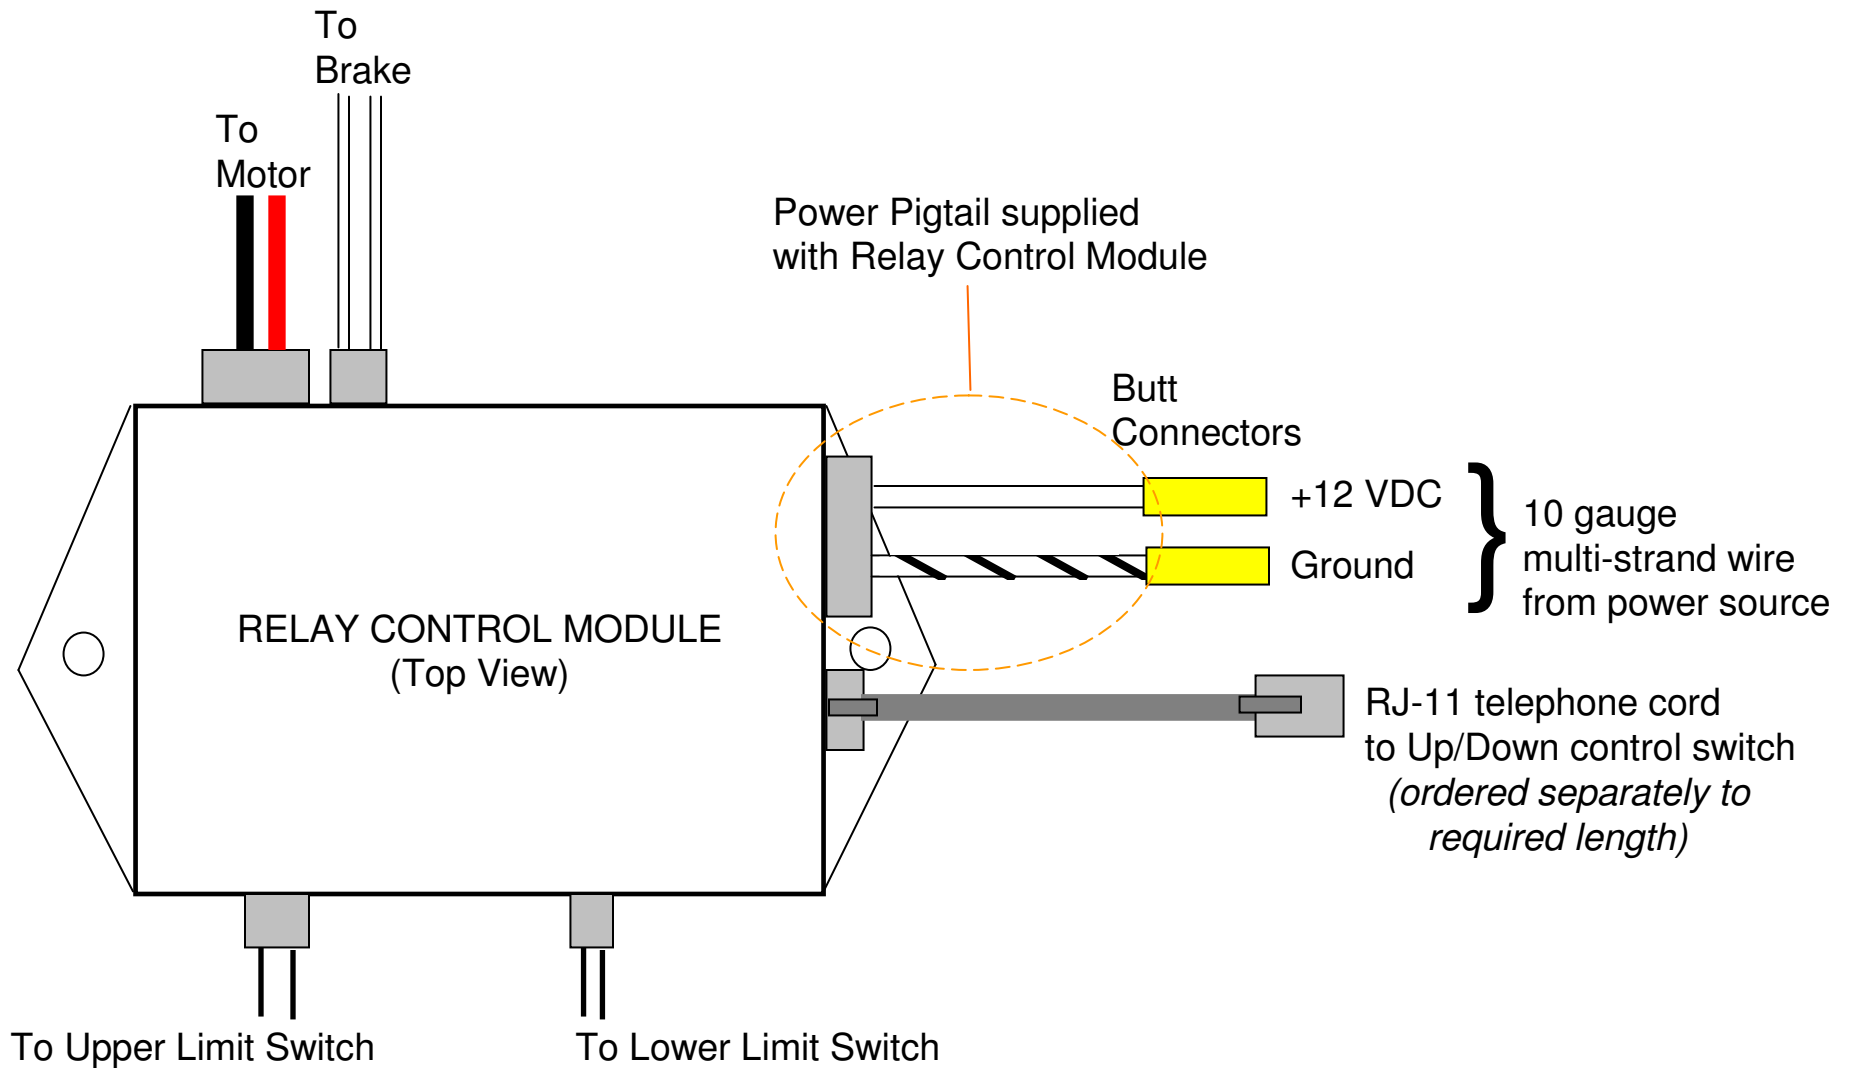 To
Brake
To
Motor
Power Pigtail supplied
with Relay Control Module
Butt
Connectors
+12 VDC
Ground
10 gauge
multi-strand wire
from power source
RELAY CONTROL MODULE
(Top View)
RJ-11 telephone cord
to Up/Down control switch
(ordered separately to
required length)
To Upper Limit Switch
To Lower Limit Switch